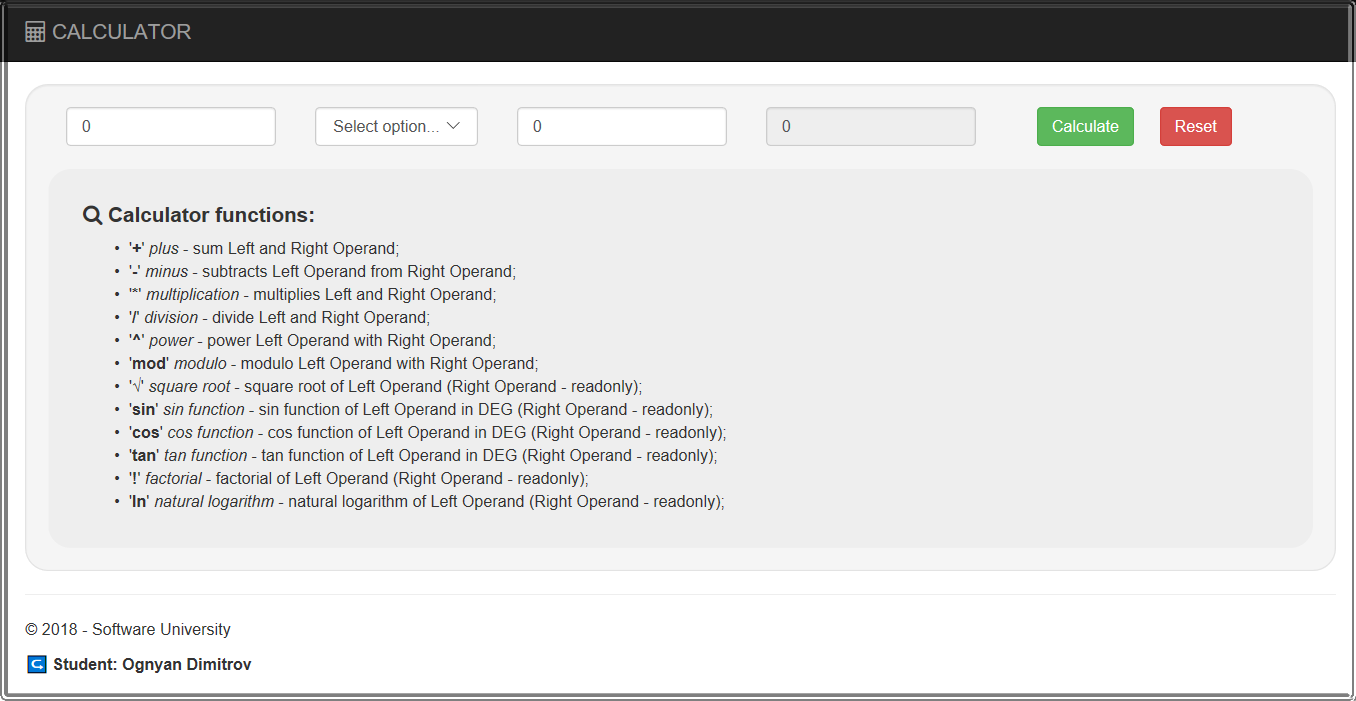 CALCULATOR
0 Select option... 0 0 Calculate Reset
Calculator functions:
• '+' plus - sum Left and Right Operand;
• '-' minus - subtracts Left Operand from Right Operand;
• '*' multiplication - multiplies Left and Right Operand;
• '/' division - divide Left and Right Operand;
• '^' power - power Left Operand with Right Operand;
• 'mod' modulo - modulo Left Operand with Right Operand;
• '√' square root - square root of Left Operand (Right Operand - readonly);
• 'sin' sin function - sin function of Left Operand in DEG (Right Operand - readonly);
• 'cos' cos function - cos function of Left Operand in DEG (Right Operand - readonly);
• 'tan' tan function - tan function of Left Operand in DEG (Right Operand - readonly);
• '!' factorial - factorial of Left Operand (Right Operand - readonly);
• 'ln' natural logarithm - natural logarithm of Left Operand (Right Operand - readonly);
© 2018 - Software University
Student: Ognyan Dimitrov